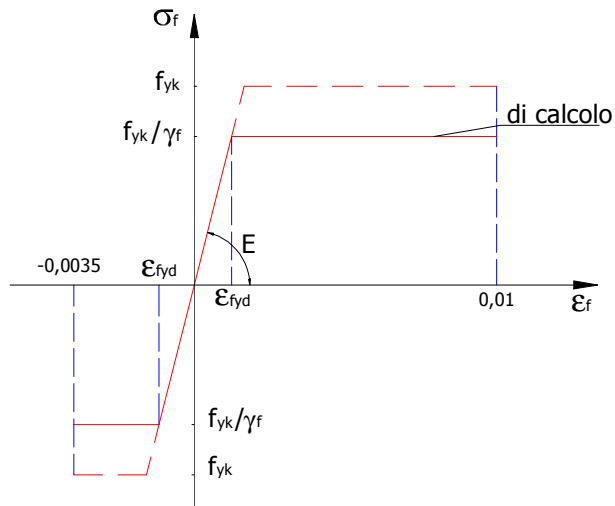 σf
fyk
fyk/γf
di calcolo
E
-0,0035
εfyd
εfyd
0,01
εf
fyk/γf
fyk